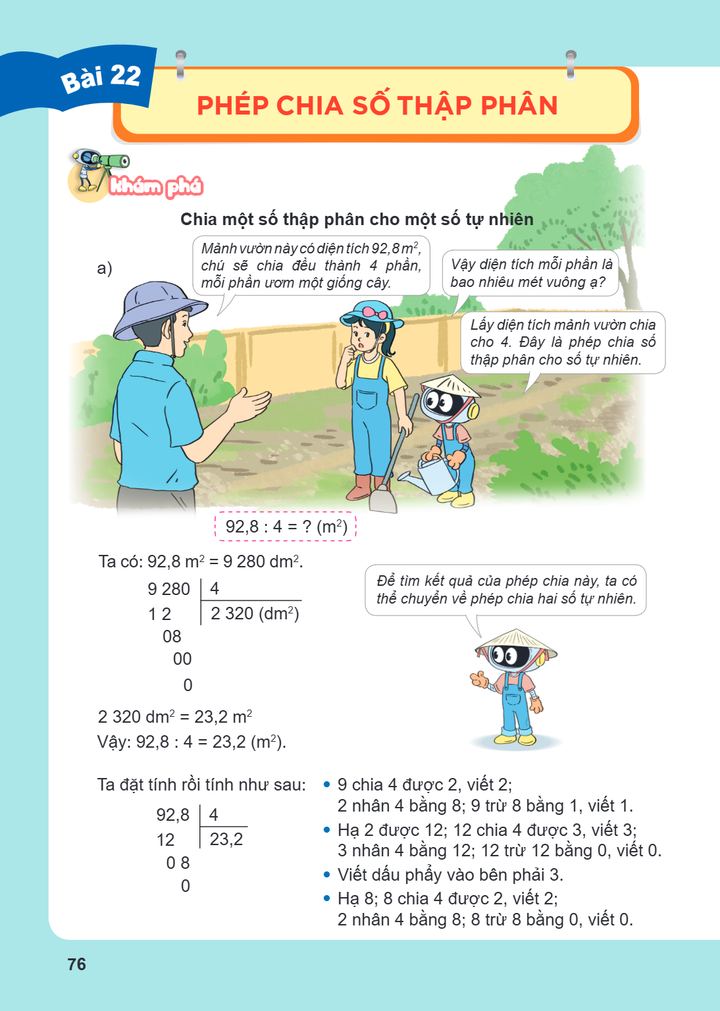 Bài 22
PHÉP CHIA SỐ THẬP PHÂN
khám phá
Chia một số thập phân cho một số tự nhiên
a)
Mảnh vườn này có diện tích 92,8 m²,
chú sẽ chia đều thành 4 phần,
mỗi phần ươm một giống cây.
Vậy diện tích mỗi phần là
bao nhiêu mét vuông ạ?
Lấy diện tích mảnh vườn chia
cho 4. Đây là phép chia số
thập phân cho số tự nhiên.
92,8 : 4 = ? (m²)
Ta có: 92,8 m² = 9 280 dm².
9 280 4
1 2 2 320 (dm²)
08
00
0
Để tìm kết quả của phép chia này, ta có
thể chuyển về phép chia hai số tự nhiên.
2 320 dm² = 23,2 m²
Vậy: 92,8 : 4 = 23,2 (m²).
Ta đặt tính rồi tính như sau:
92,8 4
12 23,2
0 8
0
• 9 chia 4 được 2, viết 2;
2 nhân 4 bằng 8; 9 trừ 8 bằng 1, viết 1.
• Hạ 2 được 12; 12 chia 4 được 3, viết 3;
3 nhân 4 bằng 12; 12 trừ 12 bằng 0, viết 0.
• Viết dấu phẩy vào bên phải 3.
• Hạ 8; 8 chia 4 được 2, viết 2;
2 nhân 4 bằng 8; 8 trừ 8 bằng 0, viết 0.
76